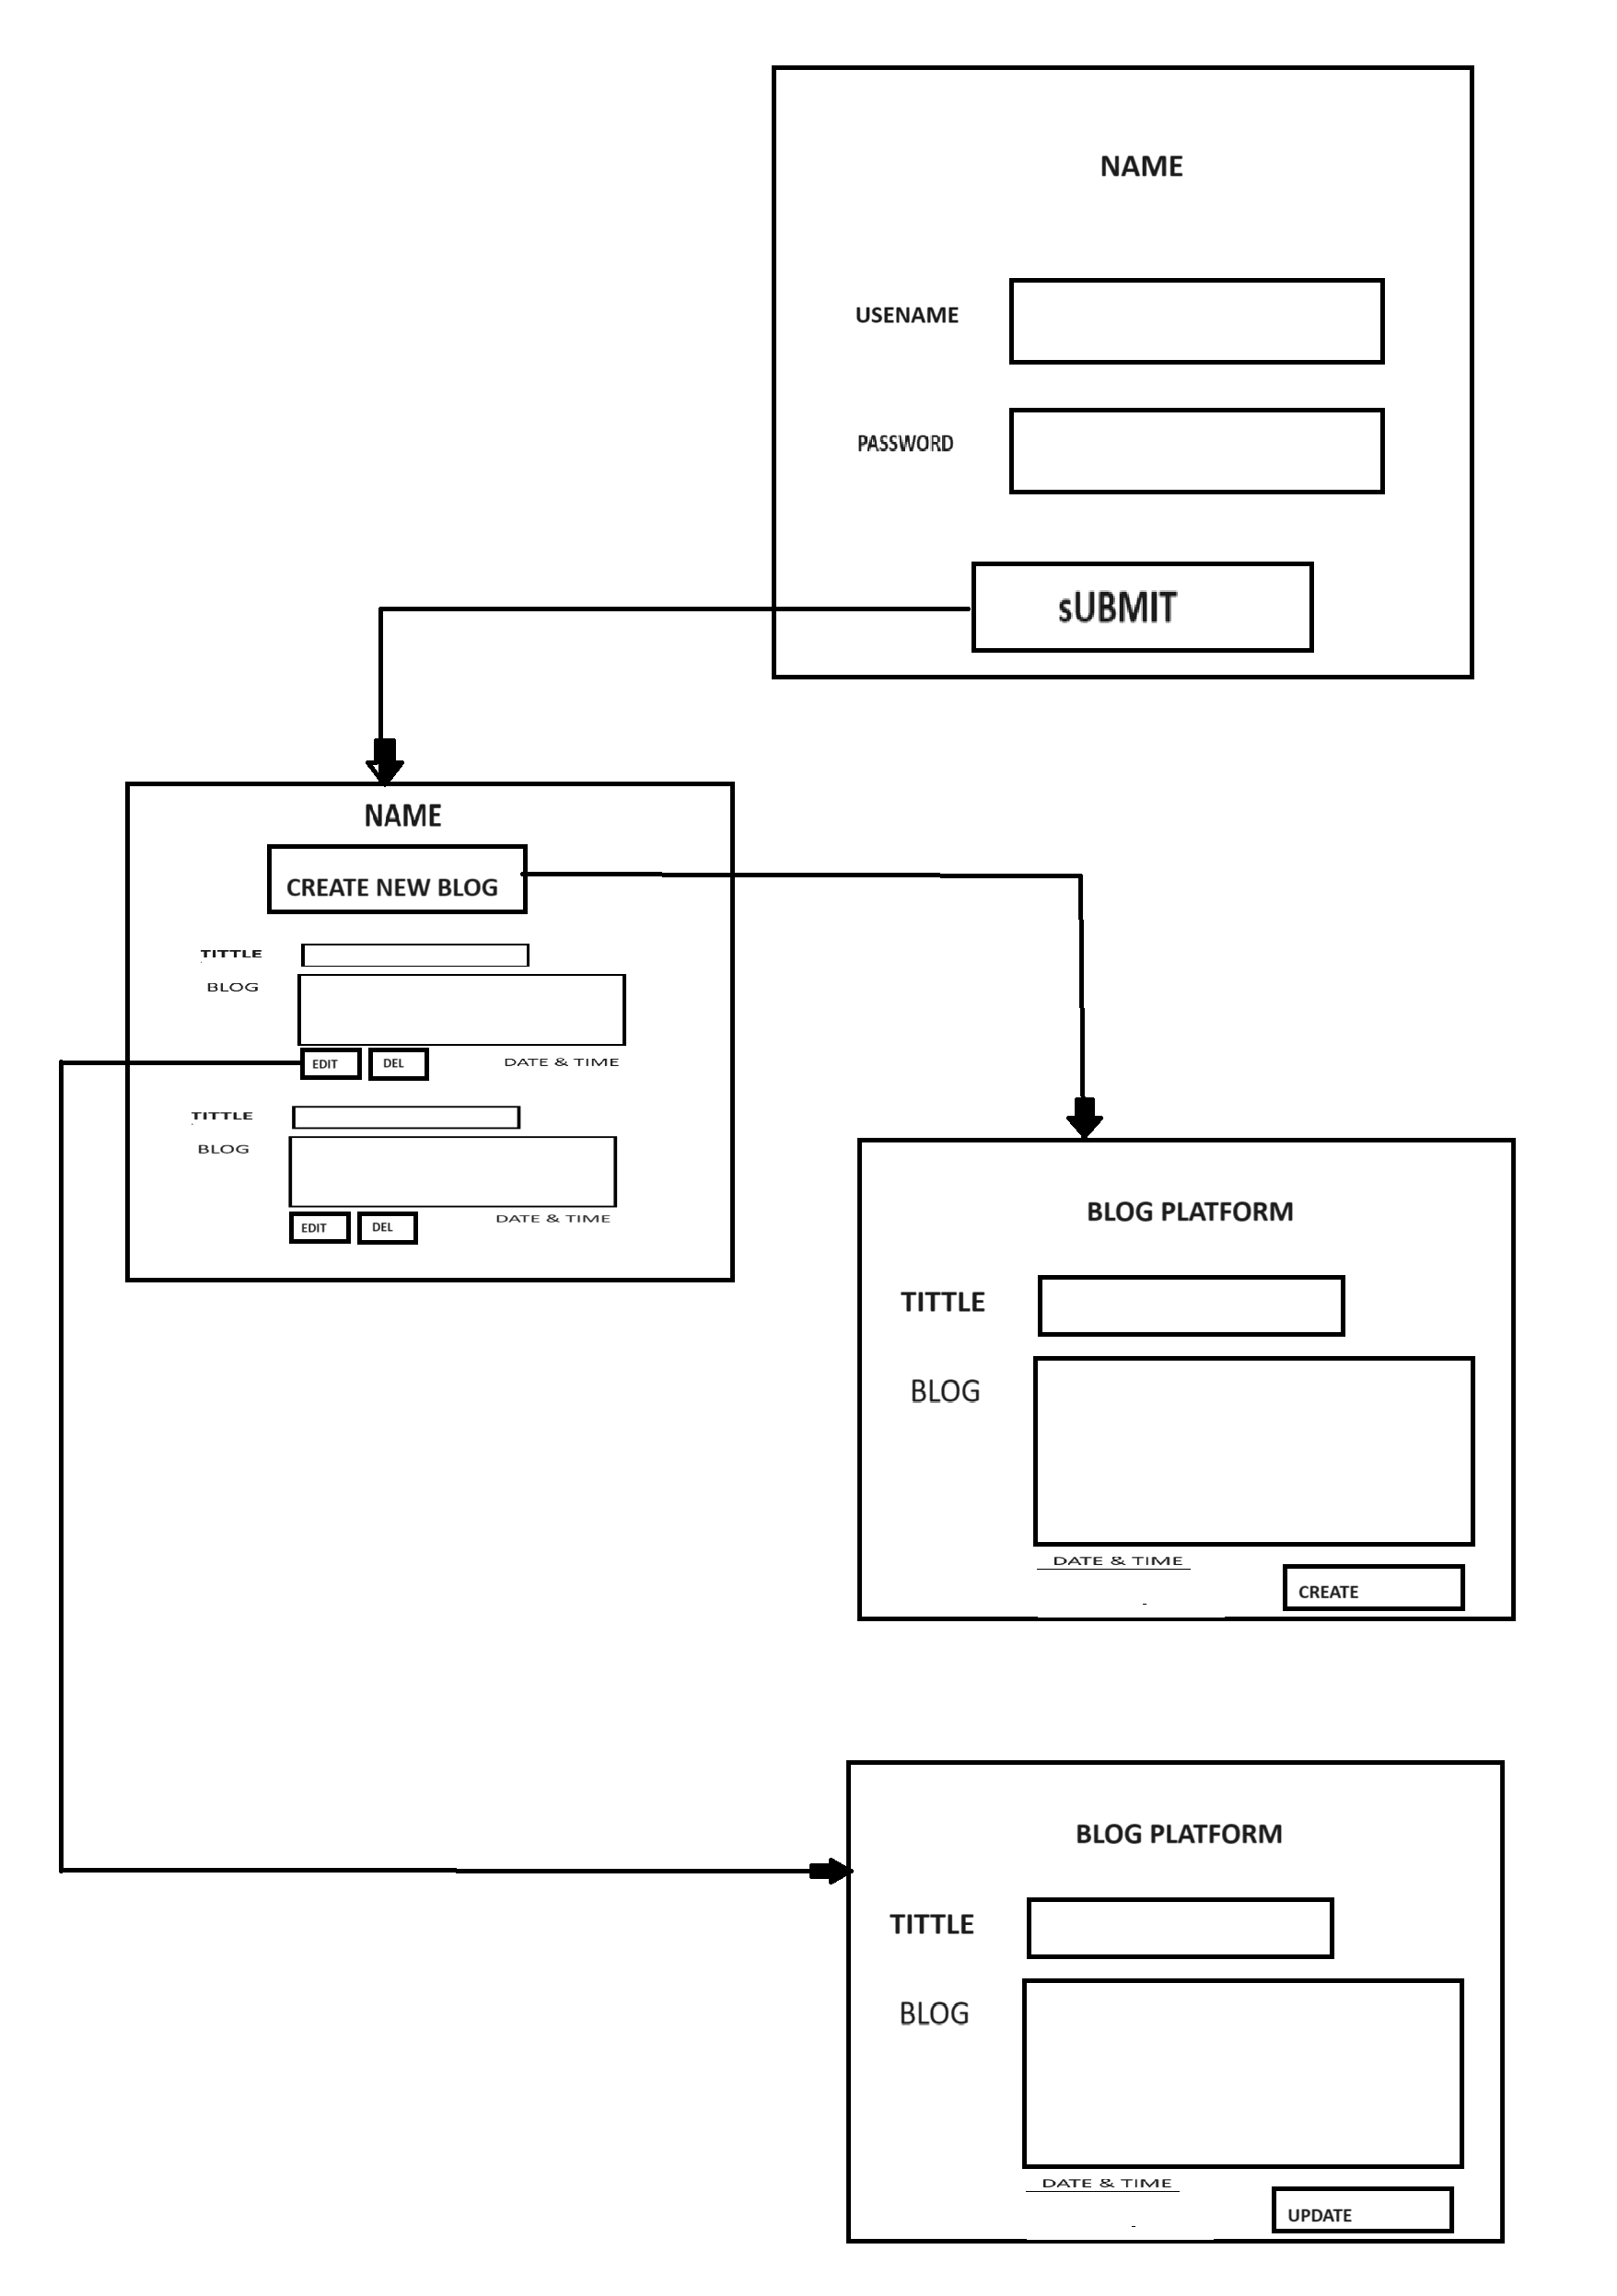 NAME
USENAME
PASSWORD
sUBMIT
NAME
CREATE NEW BLOG
TITTLE
BLOG
EDIT DEL DATE & TIME
TITTLE
BLOG
EDIT DEL DATE & TIME
BLOG PLATFORM
TITTLE
BLOG
DATE & TIME
CREATE
BLOG PLATFORM
TITTLE
BLOG
DATE & TIME
UPDATE